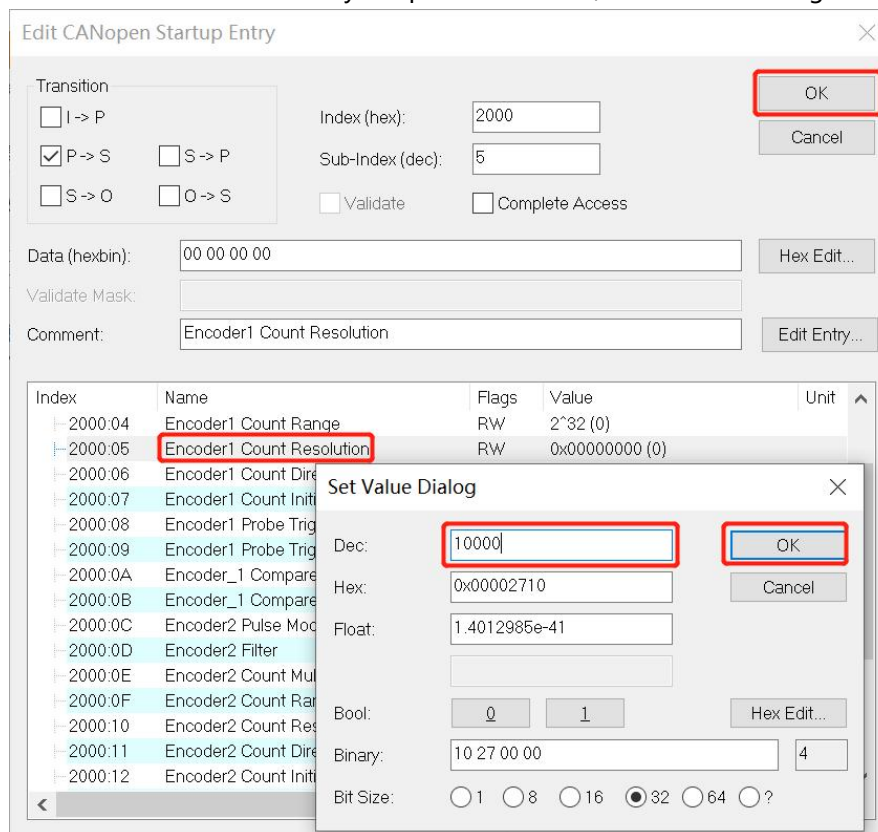 Edit CANopen Startup Entry
Transition
I -> P
P -> S
S -> P
S -> O
O -> S
Index (hex):
2000
Sub-Index (dec):
5
Validate
Complete Access
OK
Cancel
Data (hexbin):
00 00 00 00
Hex Edit...
Validate Mask:
Comment:
Encoder1 Count Resolution
Edit Entry...
Index Name Flags Value Unit
2000:04 Encoder1 Count Range RW 2^32 (0)
2000:05 Encoder1 Count Resolution RW 0x00000000 (0)
2000:06 Encoder1 Count Dire
2000:07 Encoder1 Count Initi
2000:08 Encoder1 Probe Trig
2000:09 Encoder1 Probe Trig
2000:0A Encoder_1 Compare
2000:0B Encoder_1 Compare
2000:0C Encoder2 Pulse Mod
2000:0D Encoder2 Filter
2000:0E Encoder2 Count Mul
2000:0F Encoder2 Count Ran
2000:10 Encoder2 Count Res
2000:11 Encoder2 Count Dire
2000:12 Encoder2 Count Initi
Set Value Dialog
Dec:
10000
OK
Hex:
0x00002710
Cancel
Float:
1.4012985e-41
Bool:
0
1
Hex Edit...
Binary:
10 27 00 00
4
Bit Size:
1 8 16 32 64 ?